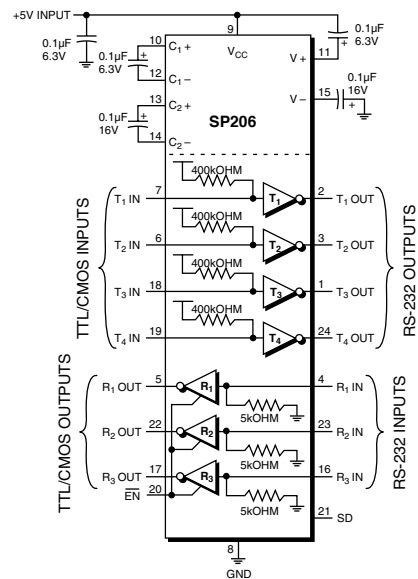 +5V INPUT
0.1µF
6.3V
9
VCC
10
C1+
0.1µF
6.3V
+
12
C1–
13
C2+
0.1µF
16V
+
14
C2–
V+
11
0.1µF
6.3V
+
V–
15
0.1µF
16V
+
SP206
TTL/CMOS INPUTS
RS-232 OUTPUTS
400kOHM
T1 IN
7
T1
2
T1 OUT
400kOHM
T2 IN
6
T2
3
T2 OUT
400kOHM
T3 IN
18
T3
1
T3 OUT
400kOHM
T4 IN
19
T4
24
T4 OUT
TTL/CMOS OUTPUTS
RS-232 INPUTS
R1 OUT
5
R1
4
R1 IN
5kOHM
R2 OUT
22
R2
23
R2 IN
5kOHM
R3 OUT
17
R3
16
R3 IN
5kOHM
EN
20
21
SD
8
GND